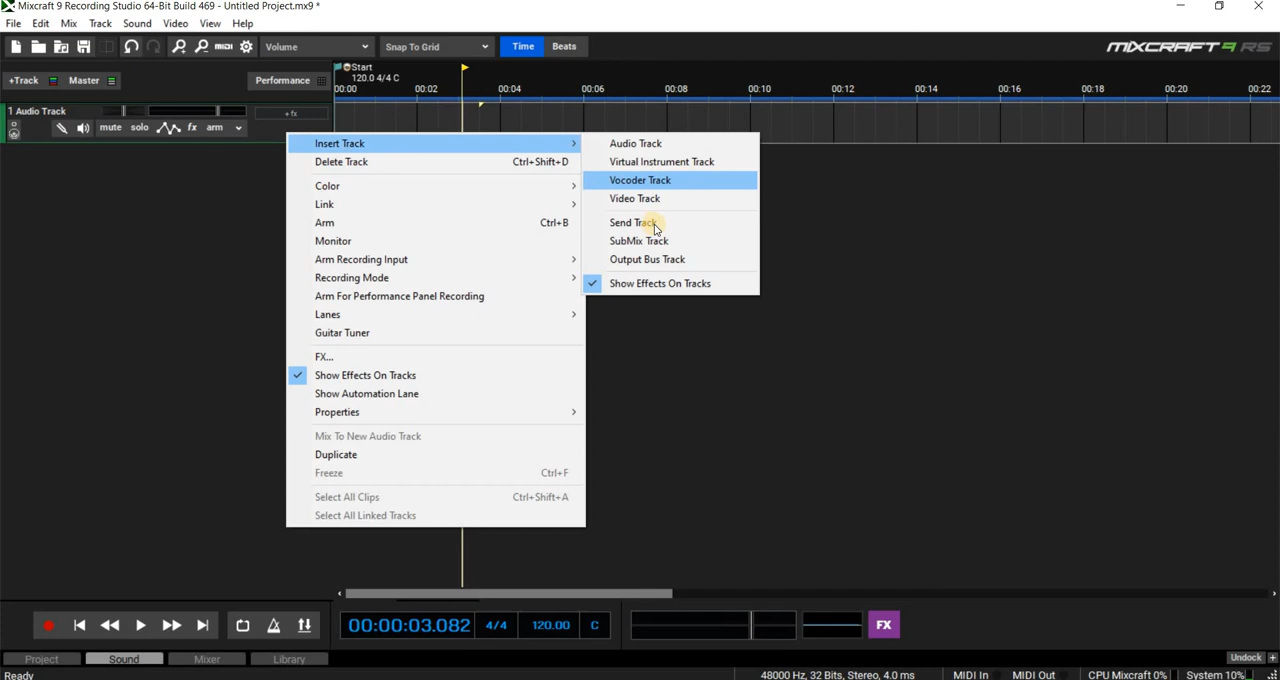 Mixcraft 9 Recording Studio 64-Bit Build 469 - Untitled Project.mx9 *
File Edit Mix Track Sound Video View Help
MIDI Volume Snap To Grid Time Beats MIXCRAFT 9 RS
+Track Master Performance
Start
120.0 4/4 C
00:00 00:02 00:04 00:06 00:08 00:10 00:12 00:14 00:16 00:18 00:20 00:22
1 Audio Track +fx
mute solo fx arm
Insert Track
Delete Track Ctrl+Shift+D
Color
Link
Arm Ctrl+B
Monitor
Arm Recording Input
Recording Mode
Arm For Performance Panel Recording
Lanes
Guitar Tuner
FX...
Show Effects On Tracks
Show Automation Lane
Properties
Mix To New Audio Track
Duplicate
Freeze Ctrl+F
Select All Clips Ctrl+Shift+A
Select All Linked Tracks
Audio Track
Virtual Instrument Track
Vocoder Track
Video Track
Send Track
SubMix Track
Output Bus Track
Show Effects On Tracks
00:00:03.082 4/4 120.00 C FX
Project Sound Mixer Library Undock +
Ready 48000 Hz, 32 Bits, Stereo, 4.0 ms MIDI In MIDI Out CPU Mixcraft 0% System 10%